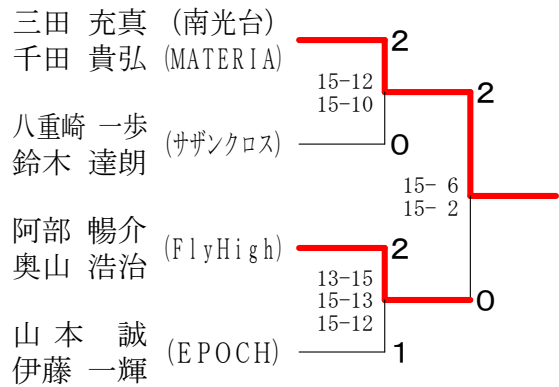 三田 充真 (南光台)
千田 貴弘 (MATERIA)
2
15-12
15-10
2
八重崎 一歩
鈴木 達朗
(サザンクロス)
0
15- 6
15- 2
阿部 暢介
奥山 浩治
(FlyHigh)
2
13-15
15-13
15-12
0
山本 誠
伊藤 一輝
(EPOCH)
1